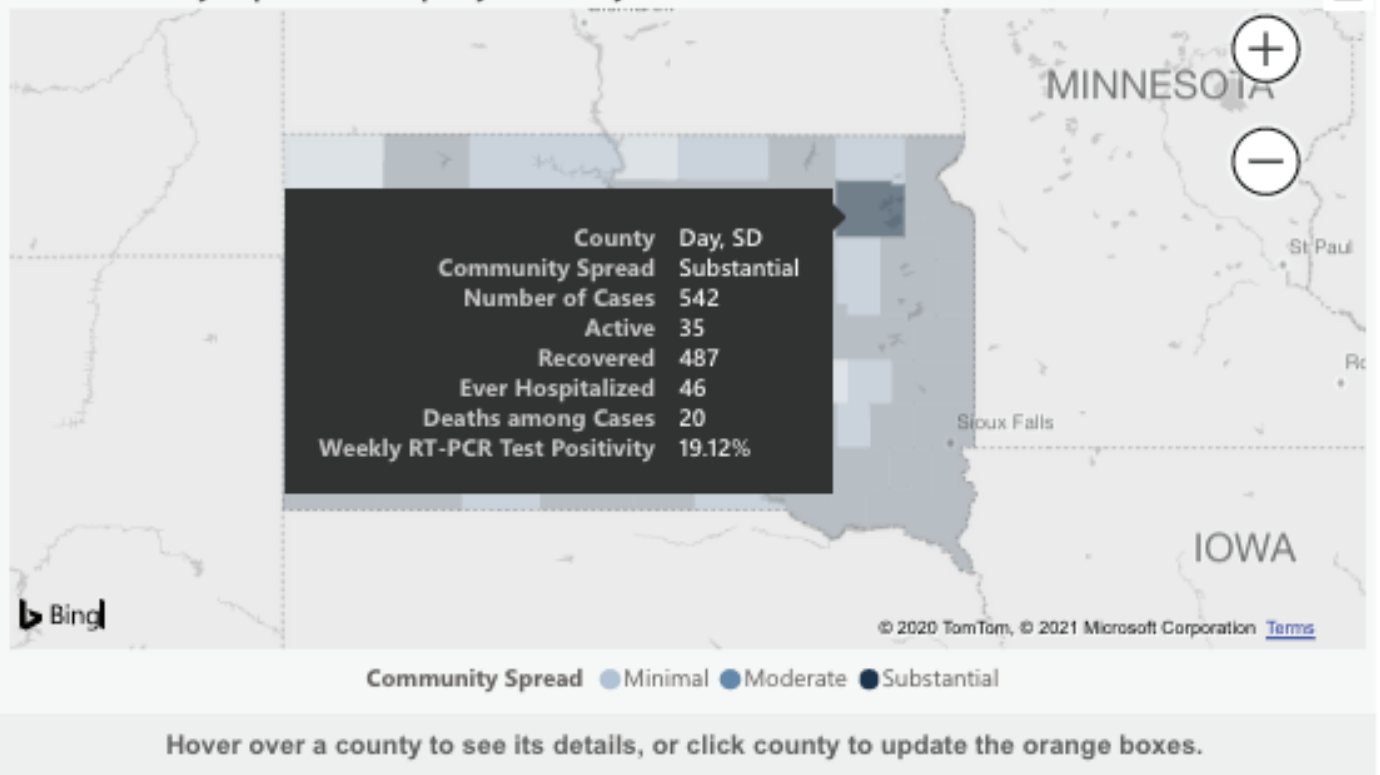 MINNESOTA
St Paul
County Day, SD
Community Spread Substantial
Number of Cases 542
Active 35
Recovered 487
Ever Hospitalized 46
Deaths among Cases 20
Weekly RT-PCR Test Positivity 19.12%
Sioux Falls
IOWA
Bing
© 2020 TomTom, © 2021 Microsoft Corporation Terms
Community Spread Minimal Moderate Substantial
Hover over a county to see its details, or click county to update the orange boxes.